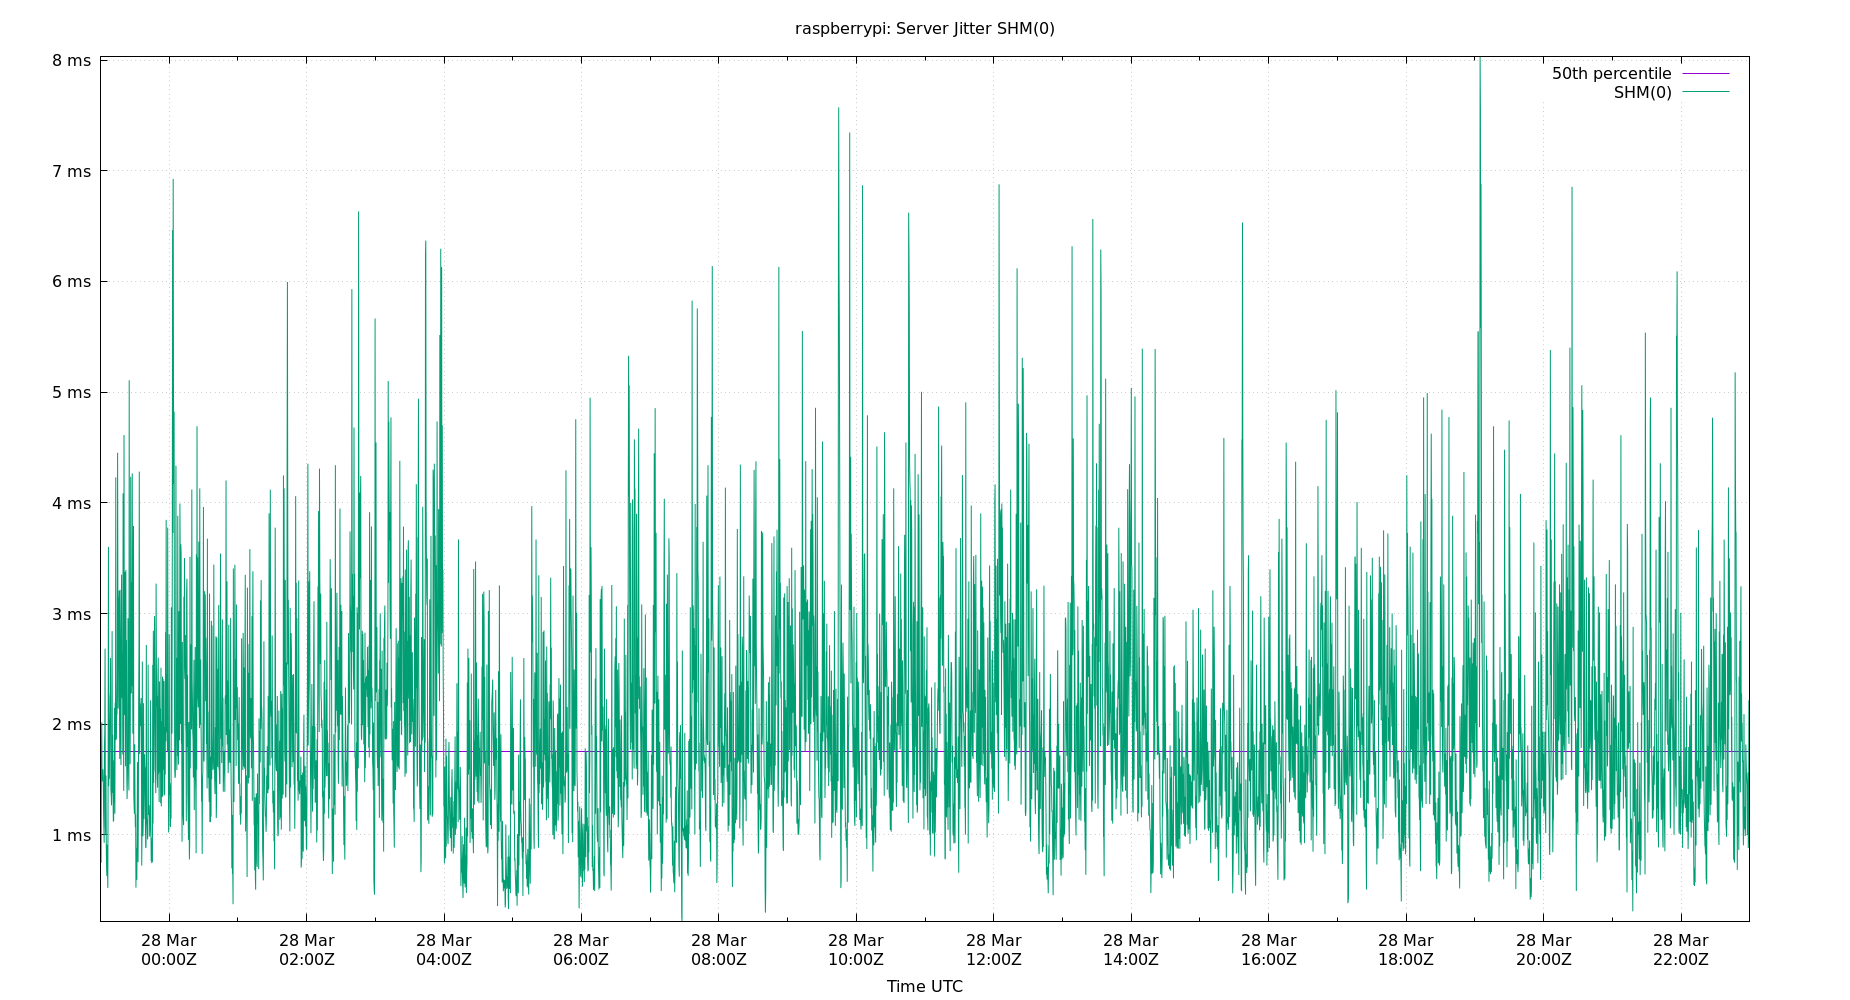 raspberrypi: Server Jitter SHM(0)
8 ms
7 ms
6 ms
5 ms
4 ms
3 ms
2 ms
1 ms
50th percentile
SHM(0)
28 Mar 28 Mar 28 Mar 28 Mar 28 Mar 28 Mar 28 Mar 28 Mar 28 Mar 28 Mar 28 Mar 28 Mar
00:00Z 02:00Z 04:00Z 06:00Z 08:00Z 10:00Z 12:00Z 14:00Z 16:00Z 18:00Z 20:00Z 22:00Z
Time UTC